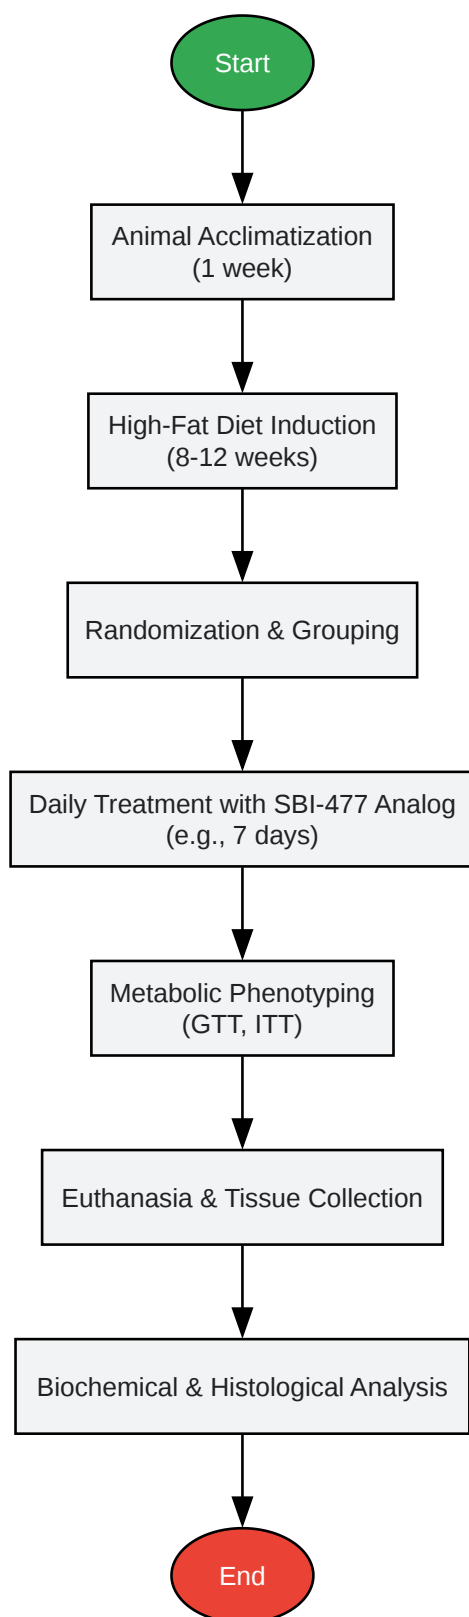 Start
Animal Acclimatization
(1 week)
High-Fat Diet Induction
(8-12 weeks)
Randomization & Grouping
Daily Treatment with SBI-477 Analog
(e.g., 7 days)
Metabolic Phenotyping
(GTT, ITT)
Euthanasia & Tissue Collection
Biochemical & Histological Analysis
End